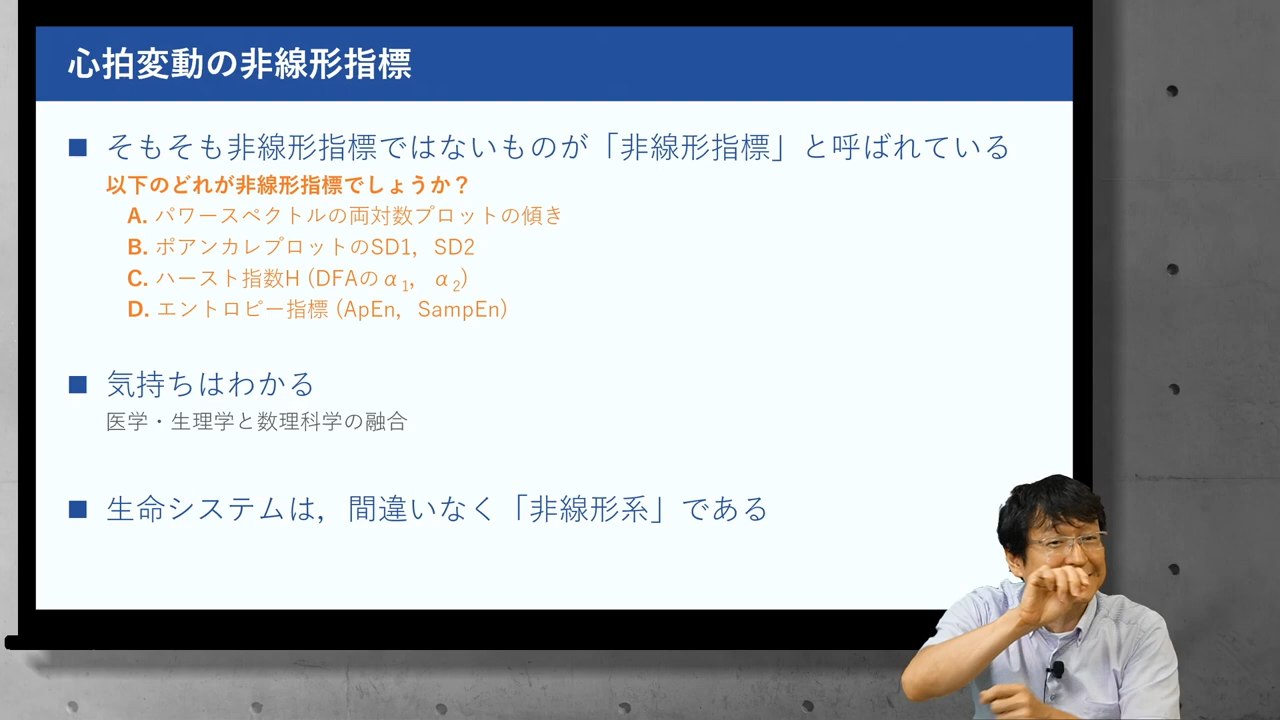 心拍変動の非線形指標
■ そもそも非線形指標ではないものが「非線形指標」と呼ばれている
以下のどれが非線形指標でしょうか？
A. パワースペクトルの両対数プロットの傾き
B. ポアンカレプロットのSD1，SD2
C. ハースト指数H (DFAのα1，α2)
D. エントロピー指標 (ApEn，SampEn)
■ 気持ちはわかる
医学・生理学と数理科学の融合
■ 生命システムは，間違いなく「非線形系」である